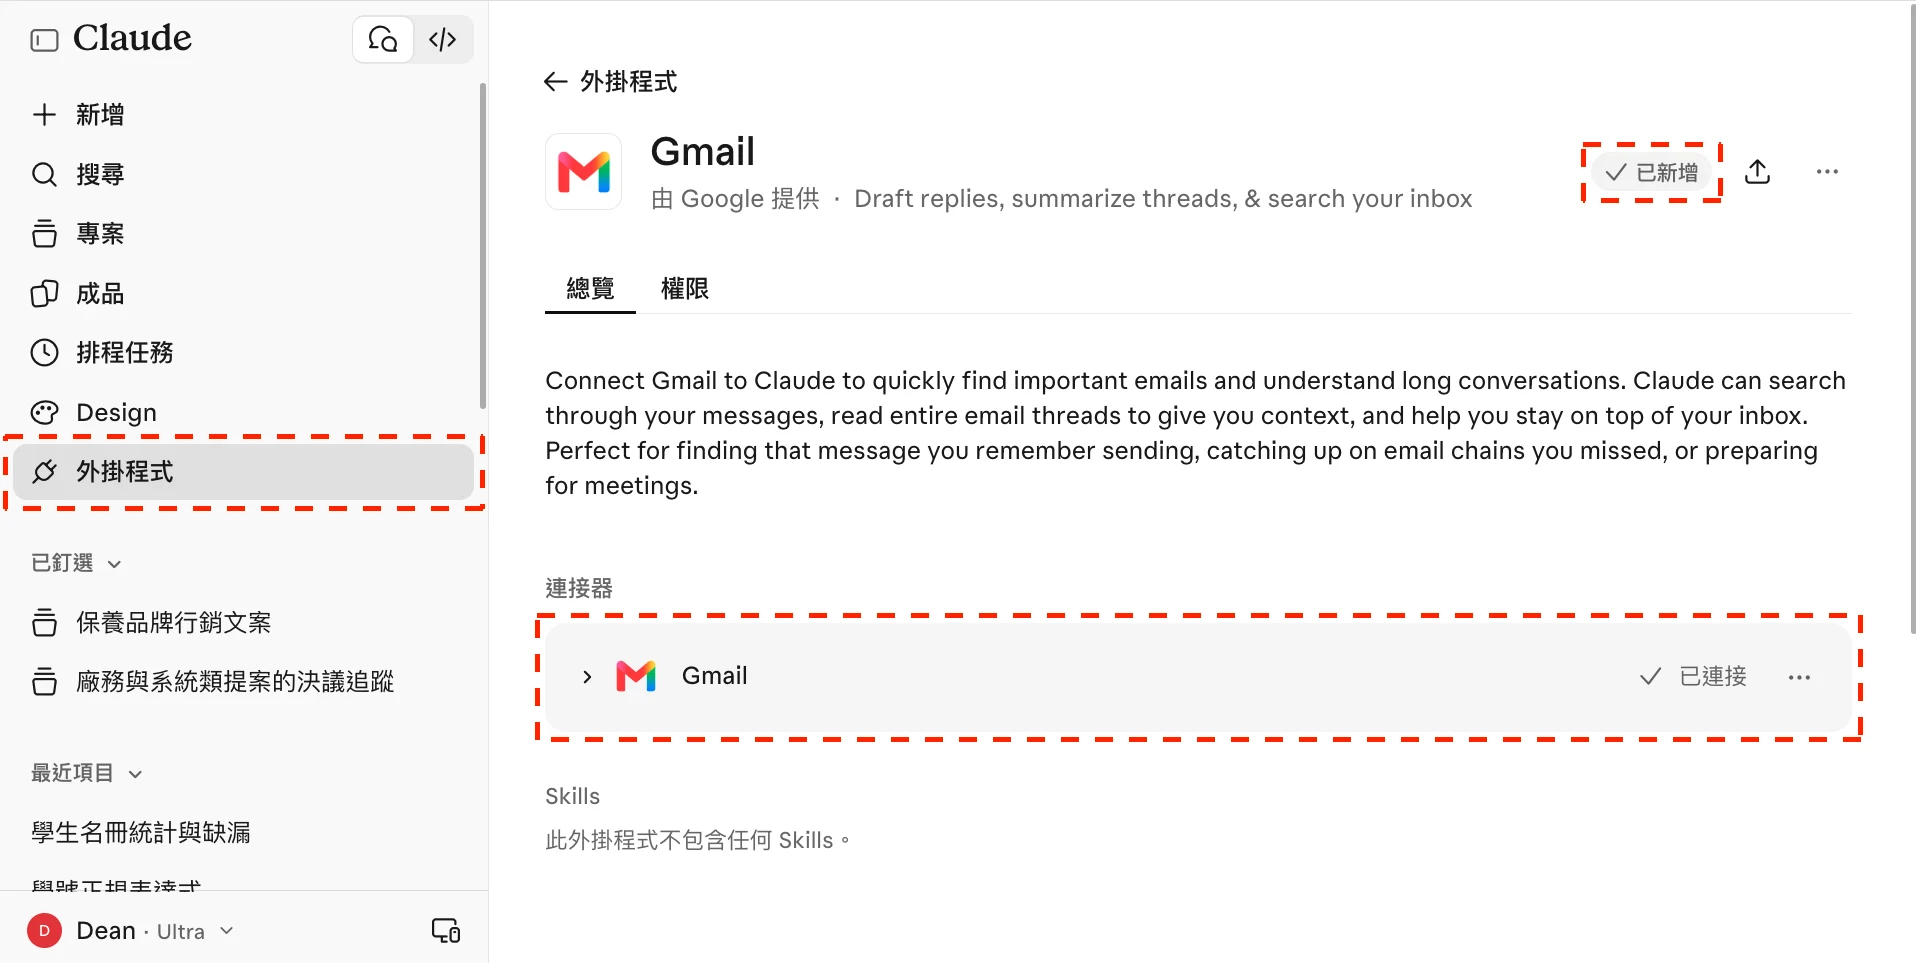 Claude
新增
搜尋
專案
成品
排程任務
Design
外掛程式
已釘選
保養品牌行銷文案
廠務與系統類提案的決議追蹤
最近項目
學生名冊統計與缺漏
學號正規表達式
D Dean · Ultra
← 外掛程式
Gmail
由 Google 提供 · Draft replies, summarize threads, & search your inbox
已新增
總覽 權限
Connect Gmail to Claude to quickly find important emails and understand long conversations. Claude can search
through your messages, read entire email threads to give you context, and help you stay on top of your inbox.
Perfect for finding that message you remember sending, catching up on email chains you missed, or preparing
for meetings.
連接器
Gmail 已連接
Skills
此外掛程式不包含任何 Skills。